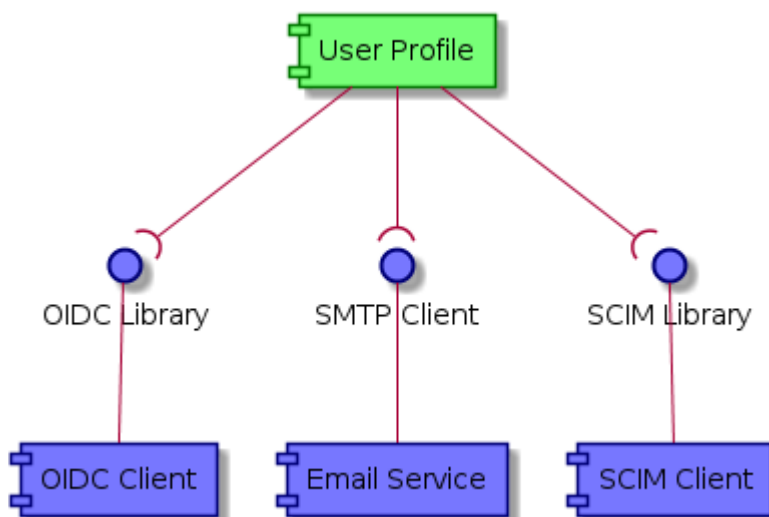 User Profile
OIDC Library
SMTP Client
SCIM Library
OIDC Client
Email Service
SCIM Client